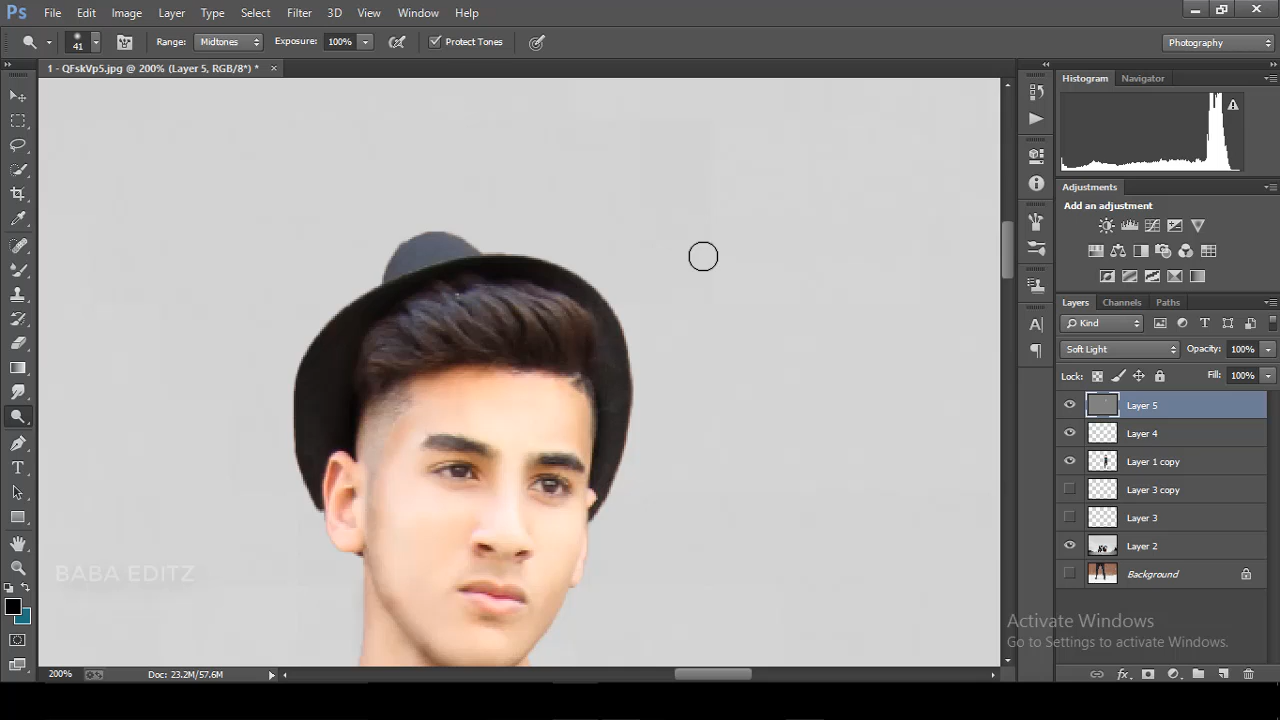 Ps File Edit Image Layer Type Select Filter 3D View Window Help
41 Range: Midtones Exposure: 100% Protect Tones Photography
1 - QFskVp5.jpg @ 200% (Layer 5, RGB/8*) * ×
Histogram Navigator
Adjustments
Add an adjustment
Layers Channels Paths
Kind
Soft Light Opacity: 100%
Lock: Fill: 100%
Layer 5
Layer 4
Layer 1 copy
Layer 3 copy
Layer 3
Layer 2
Background
BABA EDITZ
Activate Windows
Go to Settings to activate Windows.
200% Doc: 23.2M/57.6M